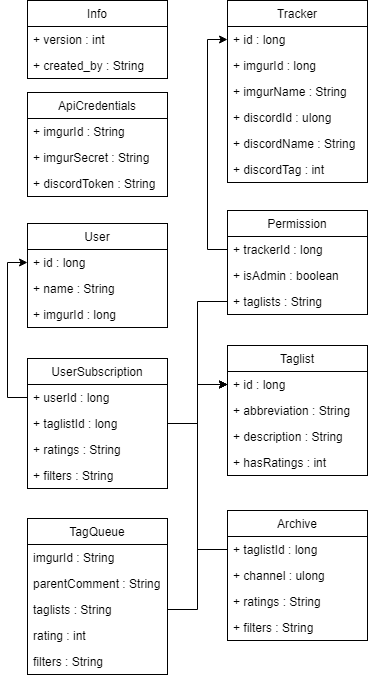 Info
+ version : int
+ created_by : String
ApiCredentials
+ imgurId : String
+ imgurSecret : String
+ discordToken : String
User
+ id : long
+ name : String
+ imgurId : long
UserSubscription
+ userId : long
+ taglistId : long
+ ratings : String
+ filters : String
TagQueue
imgurId : String
parentComment : String
taglists : String
rating : int
filters : String
Tracker
+ id : long
+ imgurId : long
+ imgurName : String
+ discordId : ulong
+ discordName : String
+ discordTag : int
Permission
+ trackerId : long
+ isAdmin : boolean
+ taglists : String
Taglist
+ id : long
+ abbreviation : String
+ description : String
+ hasRatings : int
Archive
+ taglistId : long
+ channel : ulong
+ ratings : String
+ filters : String